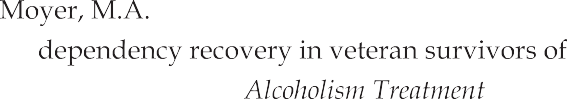 Moyer, M.A.
dependency recovery in veteran survivors of
Alcoholism Treatment